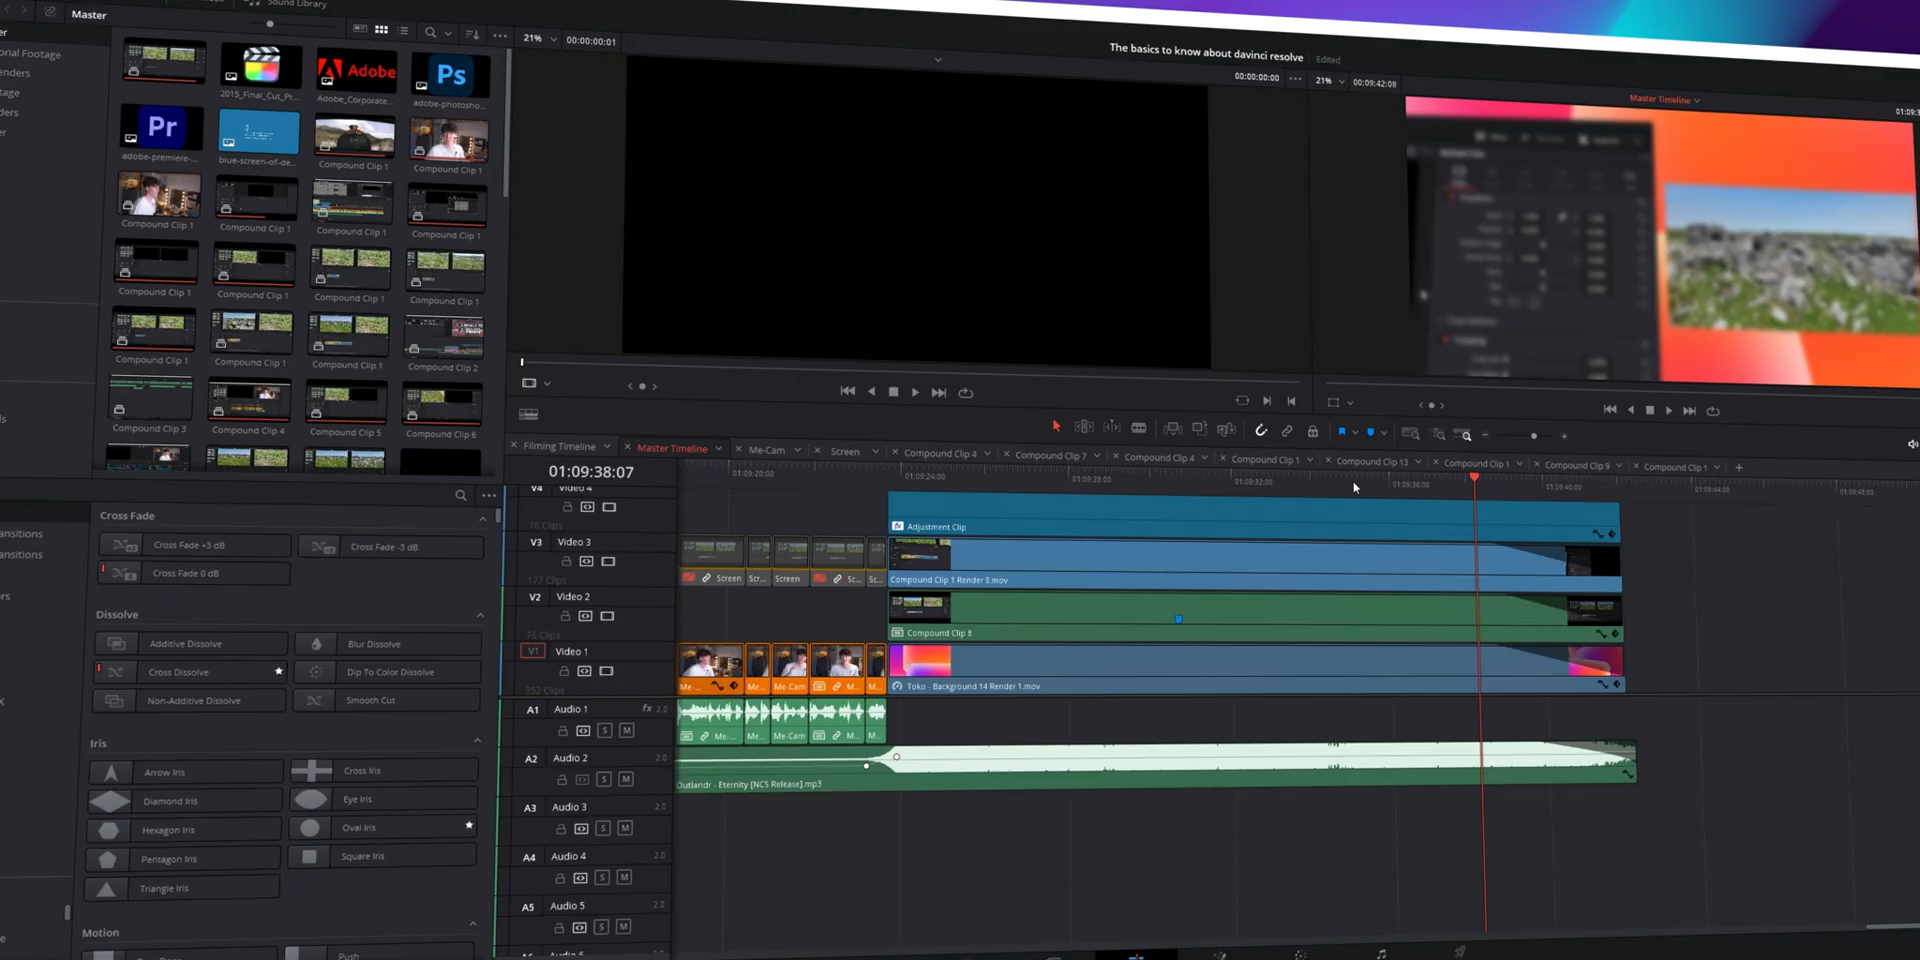 Sound Library
Master
21%
00:00:00:01
The basics to know about davinci resolve
Edited
00:00:00:00
21%
00:09:42:08
Master Timeline
2015_Final_Cut_Pr...
Adobe
Adobe_Corporate...
Ps
adobe-photosho...
Pr
adobe-premiere-...
blue-screen-of-de...
Compound Clip 1
Compound Clip 1
Compound Clip 1
Compound Clip 1
Compound Clip 1
Compound Clip 1
Compound Clip 1
Compound Clip 1
Compound Clip 1
Compound Clip 1
Compound Clip 1
Compound Clip 1
Compound Clip 1
Compound Clip 2
Compound Clip 3
Compound Clip 4
Compound Clip 5
Compound Clip 6
Filming Timeline
Master Timeline
Me-Cam
Screen
Compound Clip 4
Compound Clip 7
Compound Clip 4
Compound Clip 1
Compound Clip 13
Compound Clip 1
Compound Clip 9
Compound Clip 1
01:09:38:07
01:09:20:00
01:09:24:00
01:09:28:00
01:09:32:00
01:09:36:00
01:09:40:00
01:09:44:00
01:09:48:00
Cross Fade
Cross Fade +3 dB
Cross Fade -3 dB
Cross Fade 0 dB
Dissolve
Additive Dissolve
Blur Dissolve
Cross Dissolve
Dip To Color Dissolve
Non-Additive Dissolve
Smooth Cut
Iris
Arrow Iris
Cross Iris
Diamond Iris
Eye Iris
Hexagon Iris
Oval Iris
Pentagon Iris
Square Iris
Triangle Iris
Motion
Push
V4 Video 4
76 Clips
Adjustment Clip
V3 Video 3
177 Clips
Screen
Scr...
Screen
Sc...
Sc...
Compound Clip 1 Render 9.mov
V2 Video 2
76 Clips
Compound Clip 8
V1 Video 1
352 Clips
Me-...
Me...
Me-Cam
M...
M...
Toko - Background 14 Render 1.mov
A1 Audio 1 fx 2.0
S M
Me-...
Me...
Me-Cam
M...
M...
A2 Audio 2 2.0
S M
Outlandr - Eternity [NCS Release].mp3
A3 Audio 3 2.0
S M
A4 Audio 4 2.0
S M
A5 Audio 5 2.0
S M